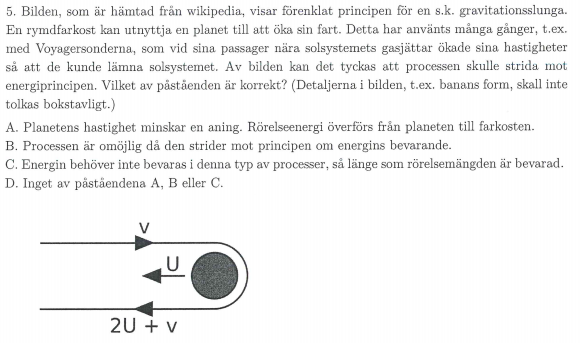 5. Bilden, som är hämtad från wikipedia, visar förenklat principen för en s.k. gravitationsslunga.
En rymdfarkost kan utnyttja en planet till att öka sin fart. Detta har använts många gånger, t.ex.
med Voyagersonderna, som vid sina passager nära solsystemets gasjättar ökade sina hastigheter
så att de kunde lämna solsystemet. Av bilden kan det tyckas att processen skulle strida mot
energiprincipen. Vilket av påståenden är korrekt? (Detaljerna i bilden, t.ex. banans form, skall inte
tolkas bokstavligt.)
A. Planetens hastighet minskar en aning. Rörelseenergi överförs från planeten till farkosten.
B. Processen är omöjlig då den strider mot principen om energins bevarande.
C. Energin behöver inte bevaras i denna typ av processer, så länge som rörelsemängden är bevarad.
D. Inget av påståendena A, B eller C.
v
U
2U + v